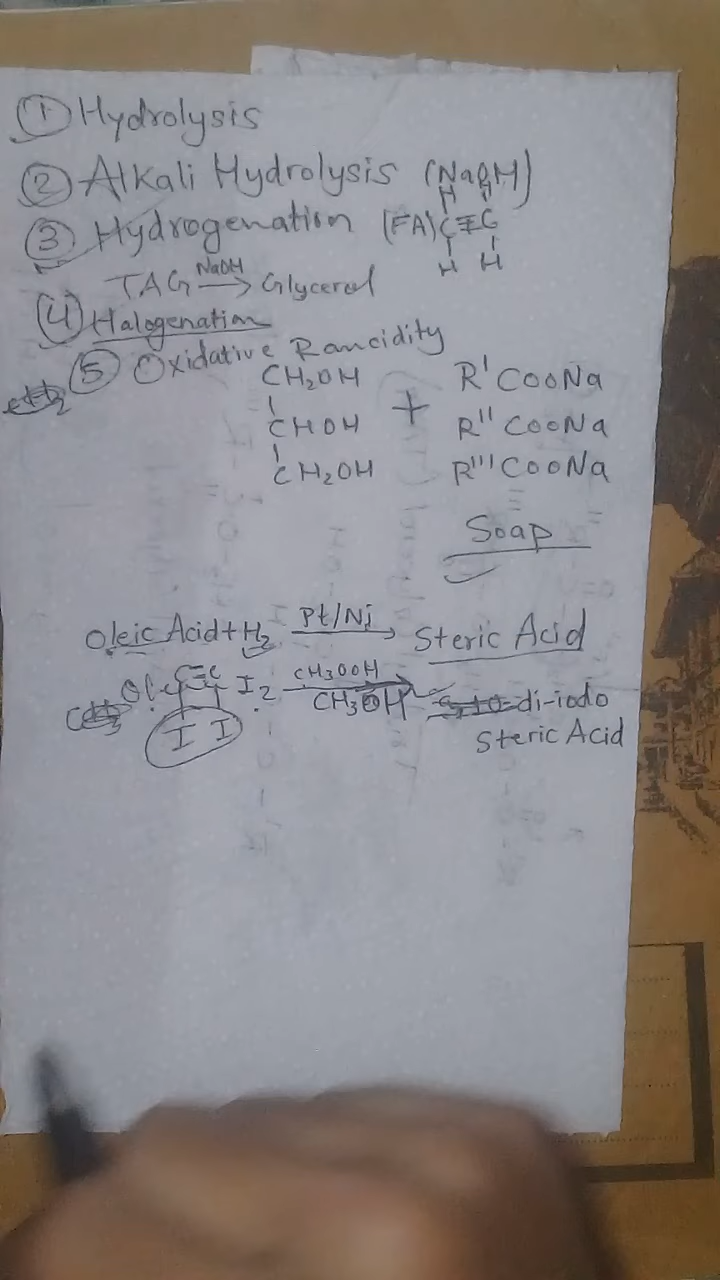 ① Hydrolysis
② Alkali Hydrolysis (NaOH)
③ Hydrogenation (FA) C=C
H H
H H
TAG NaOH → Glycerol
④ Halogenation
⑤ Oxidative Rancidity
CH₂OH + R' COONa
CHOH R'' COONa
CH₂OH R''' COONa
Soap
Oleic Acid + H₂ Pt/Ni → Steric Acid
C=C I₂ CH3OOH → di-iodo
CH3OH
I I Steric Acid